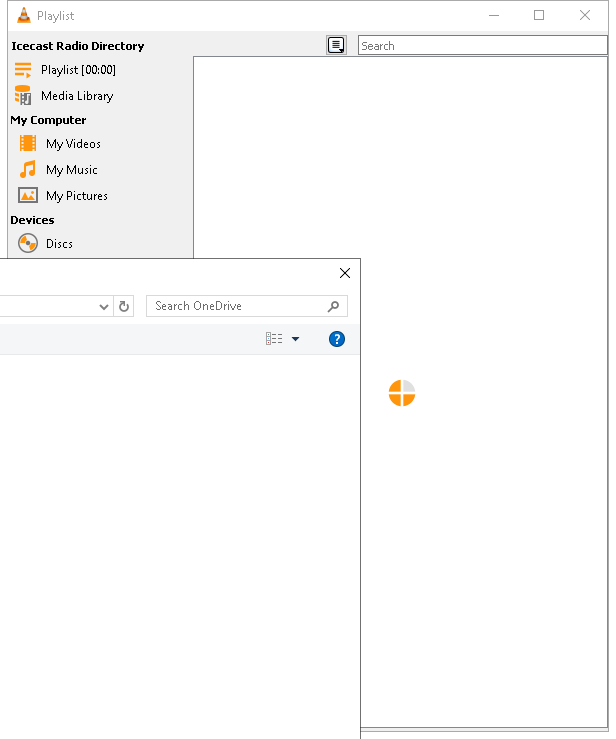 Playlist
Icecast Radio Directory
Search
Playlist [00:00]
Media Library
My Computer
My Videos
My Music
My Pictures
Devices
Discs
Search OneDrive
?